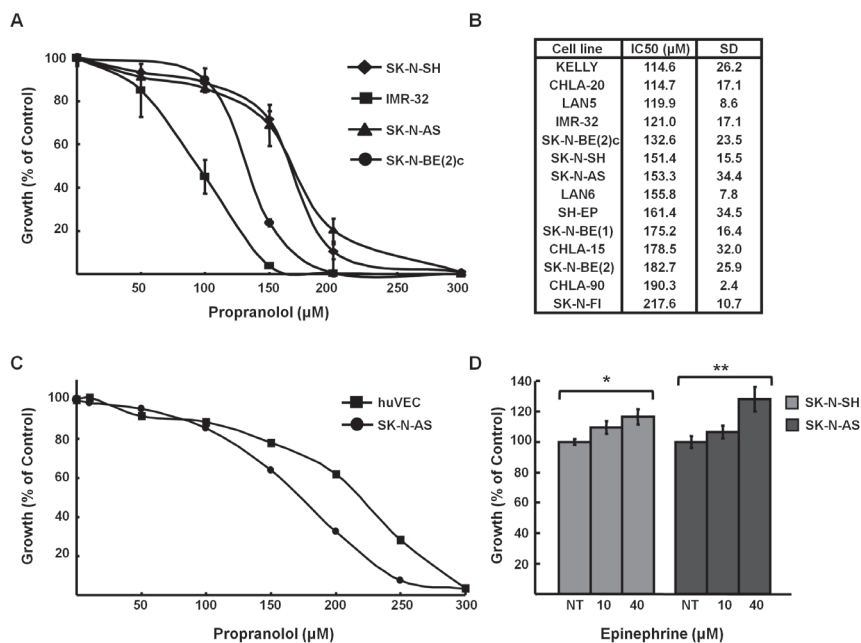 A
Growth (% of Control)
100
80
60
40
20
50
100
150
200
250
300
Propranolol (µM)
SK-N-SH
IMR-32
SK-N-AS
SK-N-BE(2)c
B
Cell line IC50 (µM) SD
KELLY 114.6 26.2
CHLA-20 114.7 17.1
LAN5 119.9 8.6
IMR-32 121.0 17.1
SK-N-BE(2)c 132.6 23.5
SK-N-SH 151.4 15.5
SK-N-AS 153.3 34.4
LAN6 155.8 7.8
SH-EP 161.4 34.5
SK-N-BE(1) 175.2 16.4
CHLA-15 178.5 32.0
SK-N-BE(2) 182.7 25.9
CHLA-90 190.3 2.4
SK-N-FI 217.6 10.7
C
Growth (% of Control)
100
80
60
40
20
50
100
150
200
250
300
Propranolol (µM)
huVEC
SK-N-AS
D
Growth (% of Control)
140
120
100
80
60
40
20
*
**
NT 10 40 NT 10 40
Epinephrine (µM)
SK-N-SH
SK-N-AS